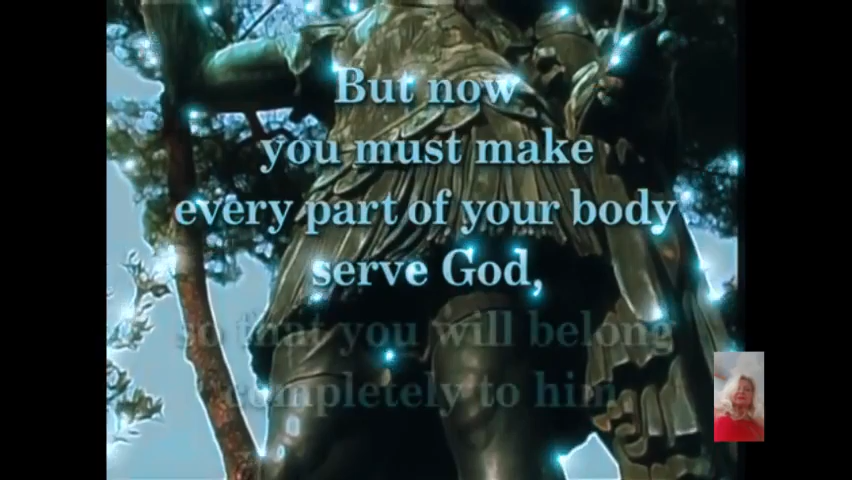 But now
you must make
every part of your body
serve God,
so that you will belong
completely to him